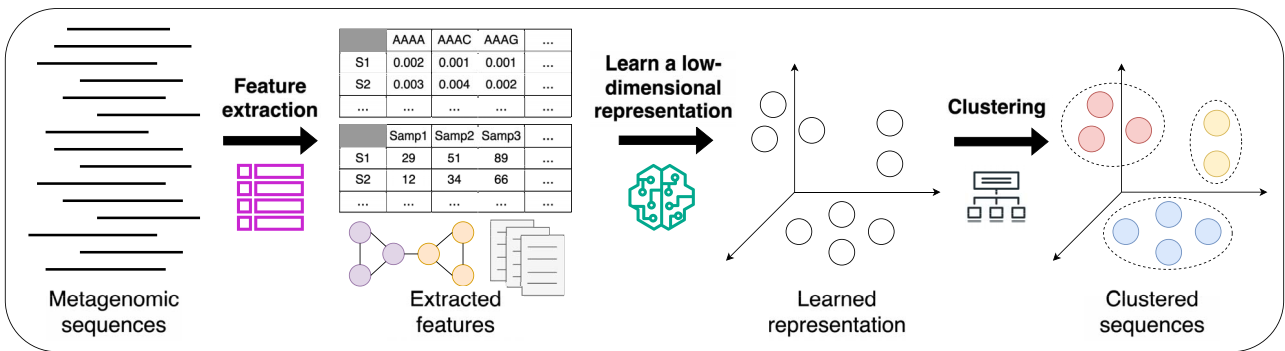 Feature
extraction
AAAA AAAC AAAG ...
S1 0.002 0.001 0.001 ...
S2 0.003 0.004 0.002 ...
... ... ... ...
Samp1 Samp2 Samp3 ...
S1 29 51 89 ...
S2 12 34 66 ...
... ... ... ...
Learn a low-
dimensional
representation
Clustering
Metagenomic
sequences
Extracted
features
Learned
representation
Clustered
sequences